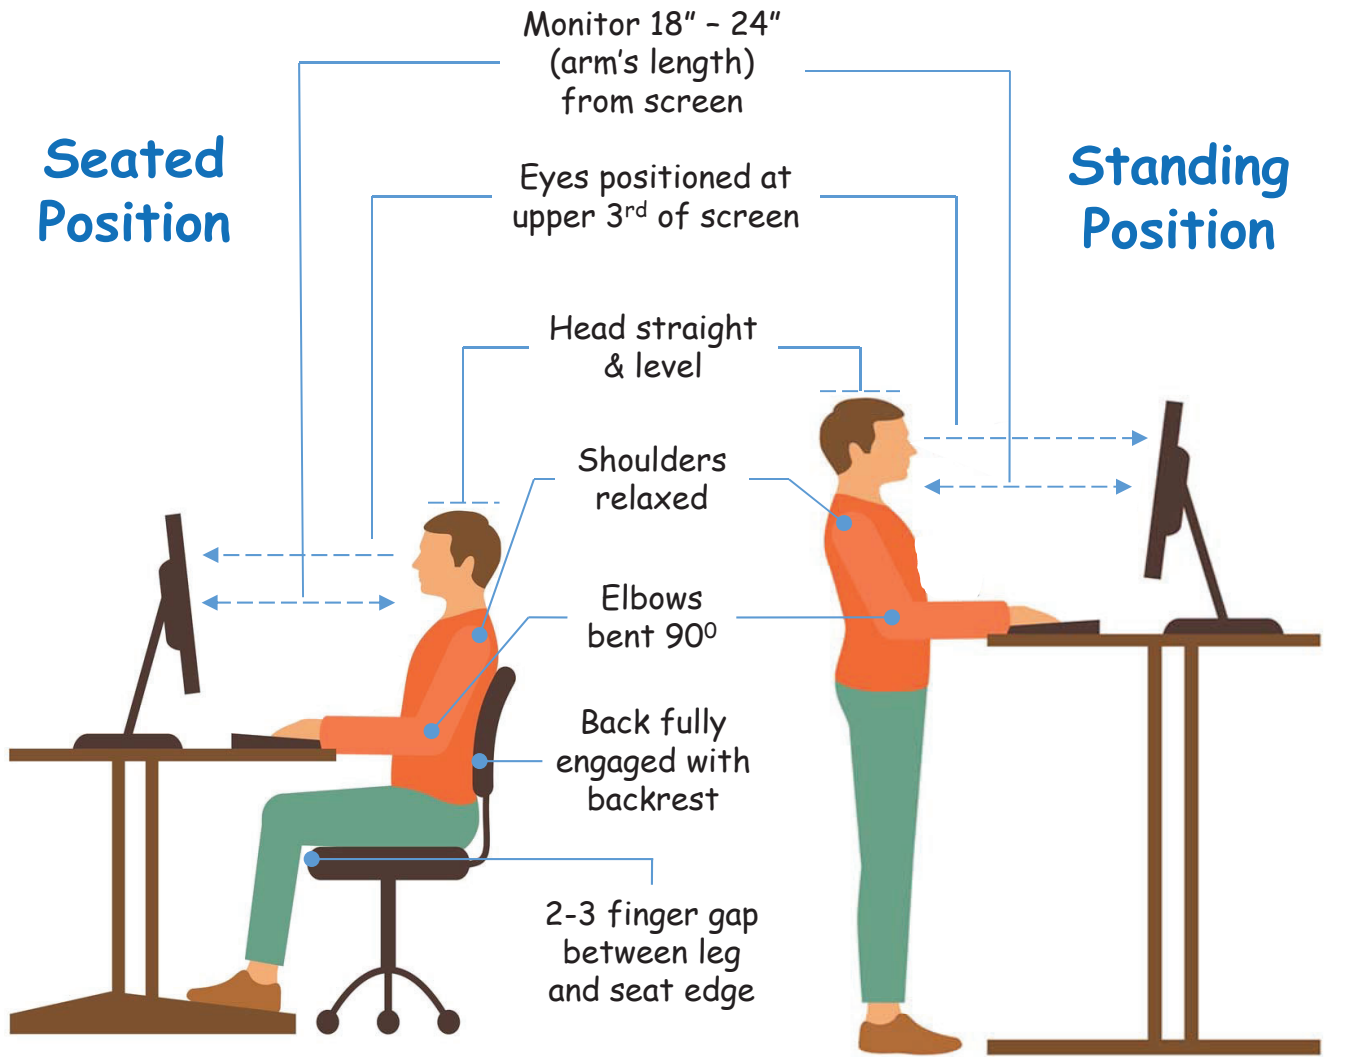 Monitor 18” – 24”
(arm’s length)
from screen
Seated
Position
Standing
Position
Eyes positioned at
upper 3rd of screen
Head straight
& level
Shoulders
relaxed
Elbows
bent 90⁰
Back fully
engaged with
backrest
2-3 finger gap
between leg
and seat edge